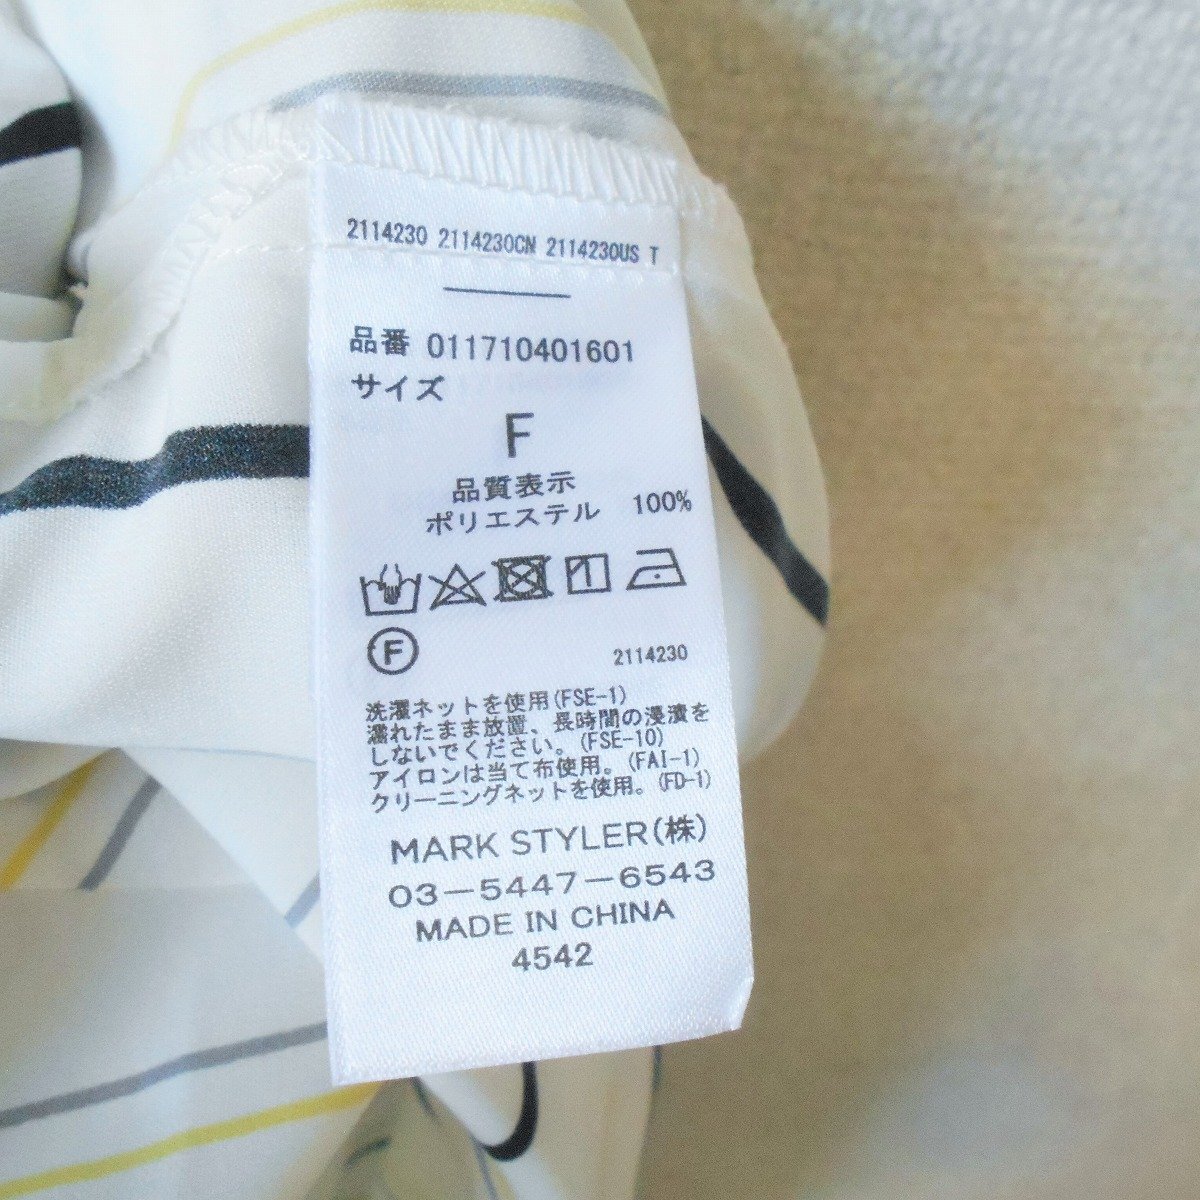 2114230 2114230CN 2114230US T
品番 011710401601
サイズ
F
品質表示
ポリエステル 100%
F
2114230
洗濯ネットを使用(FSE-1)
濡れたまま放置、長時間の浸漬を
しないでください。(FSE-10)
アイロンは当て布使用。(FAI-1)
クリーニングネットを使用。(FD-1)
MARK STYLER(株)
03-5447-6543
MADE IN CHINA
4542